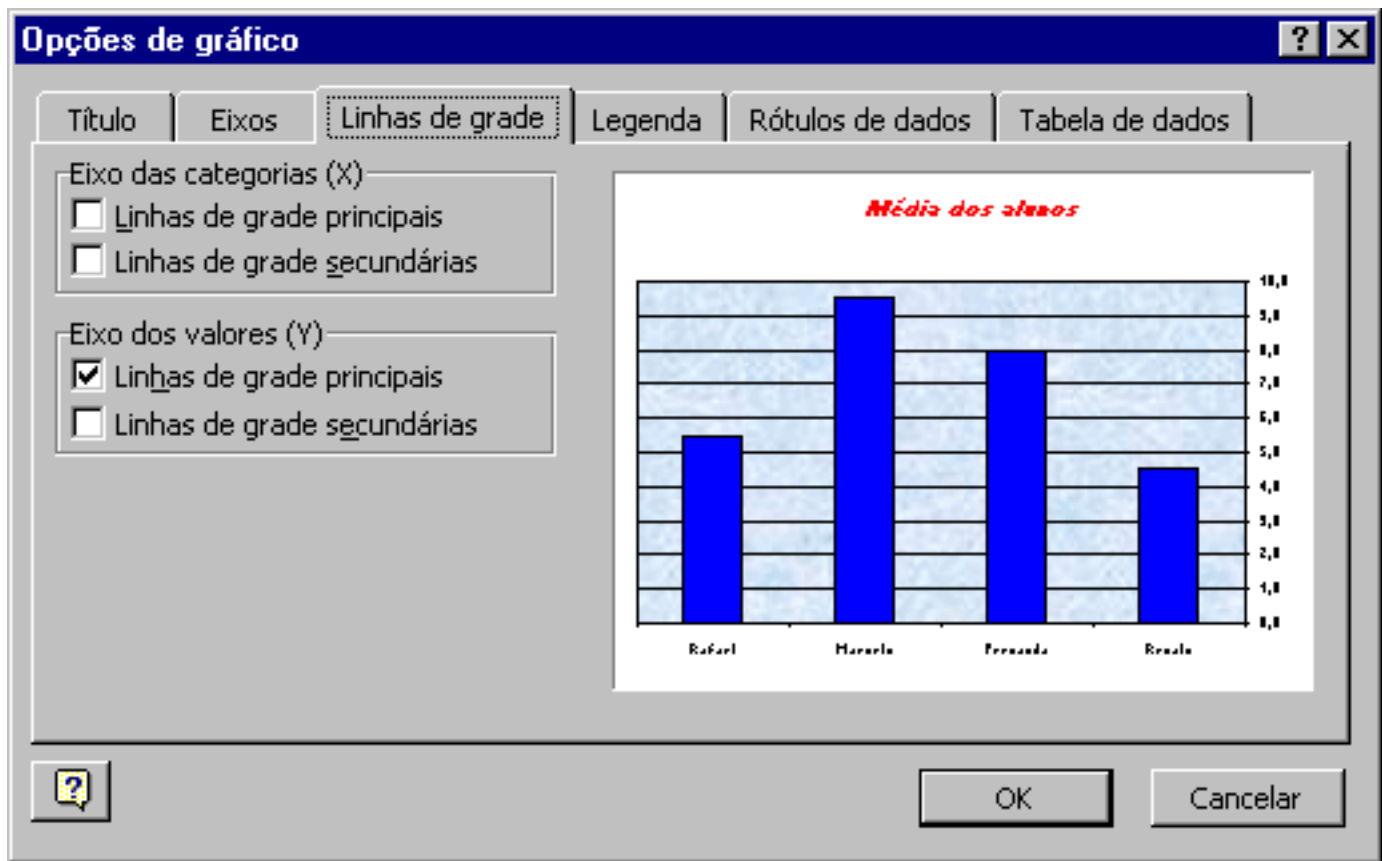 Opções de gráfico
Título Eixos Linhas de grade Legenda Rótulos de dados Tabela de dados
Eixo das categorias (X)
Linhas de grade principais
Linhas de grade secundárias
Eixo dos valores (Y)
Linhas de grade principais
Linhas de grade secundárias
Média dos alunos
10,0
9,0
8,0
7,0
6,0
5,0
4,0
3,0
2,0
1,0
0,0
Rafael Marcelo Fernanda Renato
OK Cancelar